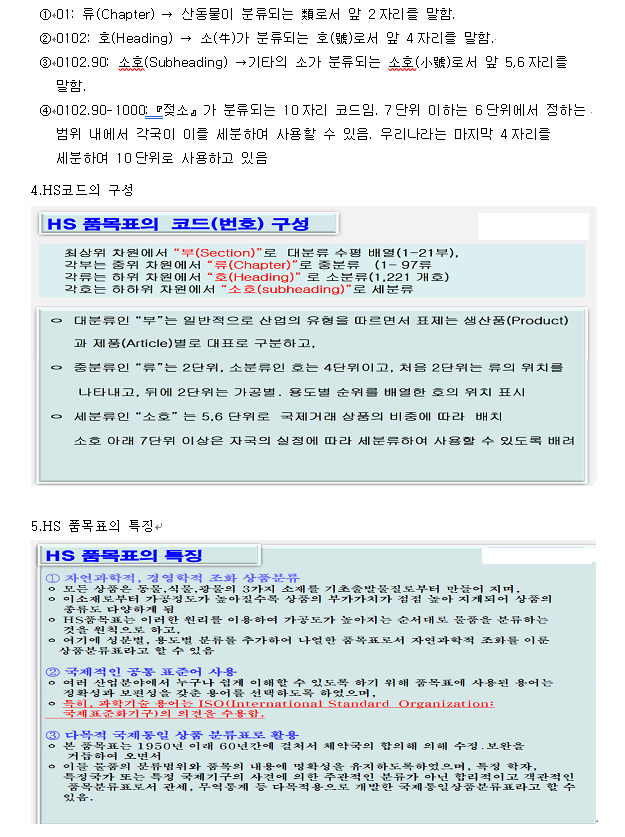 ①01: 류(Chapter) → 산동물이 분류되는 類로서 앞 2자리를 말함.
②0102: 호(Heading) → 소(牛)가 분류되는 호(號)로서 앞 4자리를 말함.
③0102.90: 소호(Subheading) →기타의 소가 분류되는 소호(小號)로서 앞 5,6자리를
말함.
④0102.90-1000: 『젖소』가 분류되는 10자리 코드임. 7단위 이하는 6단위에서 정하는
범위 내에서 각국이 이를 세분하여 사용할 수 있음. 우리나라는 마지막 4자리를
세분하여 10단위로 사용하고 있음
4.HS코드의 구성
HS 품목표의 코드(번호) 구성
최상위 차원에서 “부(Section)”로 대분류 수평 배열(1-21부),
각부는 중위 차원에서 “류(Chapter)”로 중분류 (1- 97류
각류는 하위 차원에서 “호(Heading)” 로 소분류(1,221 개호)
각호는 하하위 차원에서 “소호(subheading)”로 세분류
○ 대분류인 “부”는 일반적으로 산업의 유형을 따르면서 표제는 생산품(Product)
과 제품(Article)별로 대표로 구분하고,
○ 중분류인 “류”는 2단위, 소분류인 호는 4단위이고, 처음 2단위는 류의 위치를
나타내고, 뒤에 2단위는 가공별. 용도별 순위를 배열한 호의 위치 표시
○ 세분류인 “소호” 는 5,6 단위로 국제거래 상품의 비중에 따라 배치
소호 아래 7단위 이상은 자국의 실정에 따라 세분류하여 사용할 수 있도록 배려
5.HS 품목표의 특징
HS 품목표의 특징
① 자연과학적, 경영학적 조화 상품분류
○ 모든 상품은 동물,식물,광물의 3가지 소재를 기초출발물질로부터 만들어 지며,
○ 이소재로부터 가공정도가 높아질수록 상품의 부가가치가 점점 높아 지게되어 상품의
종류도 다양하게 됨
○ HS품목표는 이러한 원리를 이용하여 가공도가 높아지는 순서대로 물품을 분류하는
것을 원칙으로 하고,
○ 여기에 성분별, 용도별 분류를 추가하여 나열한 품목표로서 자연과학적 조화를 이룬
상품분류표라고 할 수 있음
② 국제적인 공통 표준어 사용
○ 여러 산업분야에서 누구나 쉽게 이해할 수 있도록 하기 위해 품목표에 사용된 용어는
정확성과 보편성을 갖춘 용어를 선택하도록 하였으며,
○ 특히, 과학기술 용어는 ISO(International Standard Organization:
국제표준화기구)의 의견을 수용함.
③ 다목적 국제통일 상품 분류표로 활용
○ 본 품목표는 1950년 이래 60년간에 걸쳐서 체약국의 합의해 의해 수정.보완을
거듭하여 오면서
○ 이들 물품의 분류범위와 품목의 내용에 명확성을 유지하도록하였으며, 특정 학자,
특정국가 또는 특정 국제기구의 사견에 의한 주관적인 분류가 아닌 합리적이고 객관적인
품목분류표로서 관세, 무역통계 등 다목적용으로 개발한 국제통일상품분류표라고 할 수
있음.